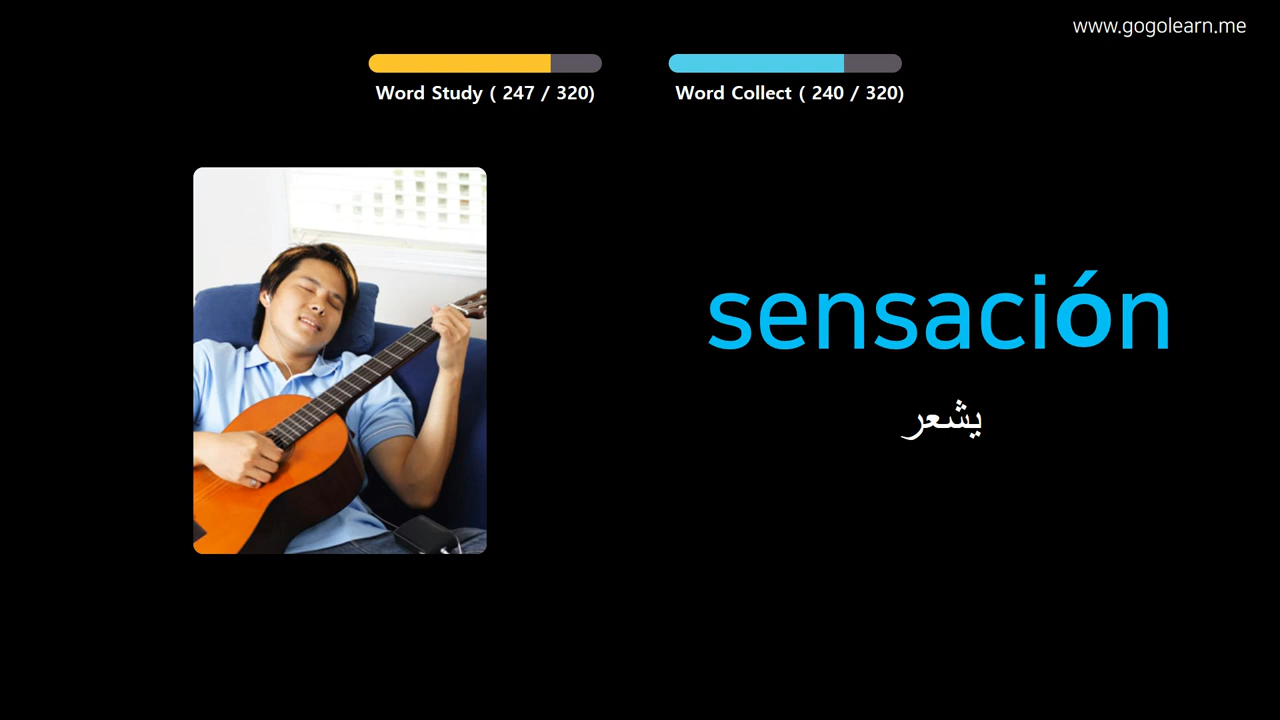 www.gogolearn.me
Word Study ( 247 / 320)
Word Collect ( 240 / 320)
sensación
يشعر